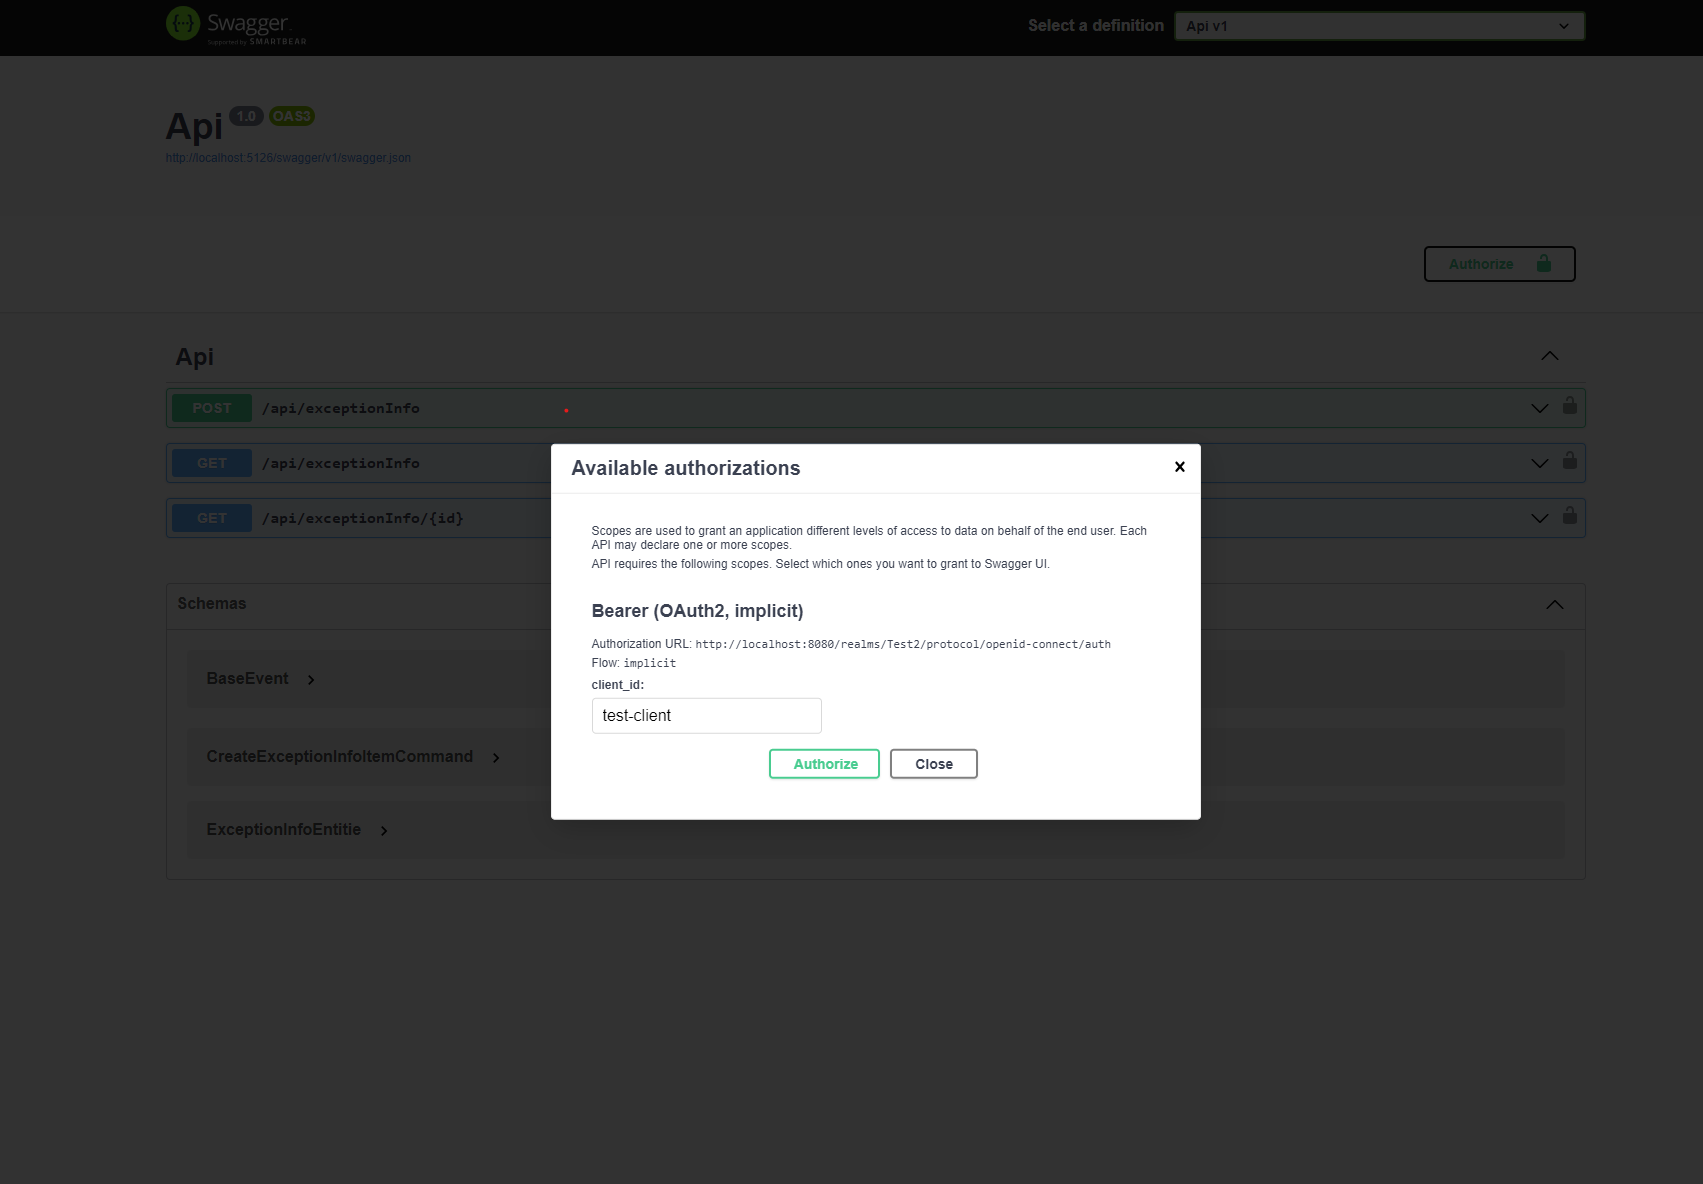 Swagger.
Supported by SMARTBEAR
Select a definition
Api v1
Api 1.0 OAS3
http://localhost:5126/swagger/v1/swagger.json
Authorize
Api
POST /api/exceptionInfo
GET /api/exceptionInfo
GET /api/exceptionInfo/{id}
Available authorizations
Scopes are used to grant an application different levels of access to data on behalf of the end user. Each
API may declare one or more scopes.
API requires the following scopes. Select which ones you want to grant to Swagger UI.
Bearer (OAuth2, implicit)
Authorization URL: http://localhost:8080/realms/Test2/protocol/openid-connect/auth
Flow: implicit
client_id:
test-client
Authorize Close
Schemas
BaseEvent
CreateExceptionInfoItemCommand
ExceptionInfoEntitie